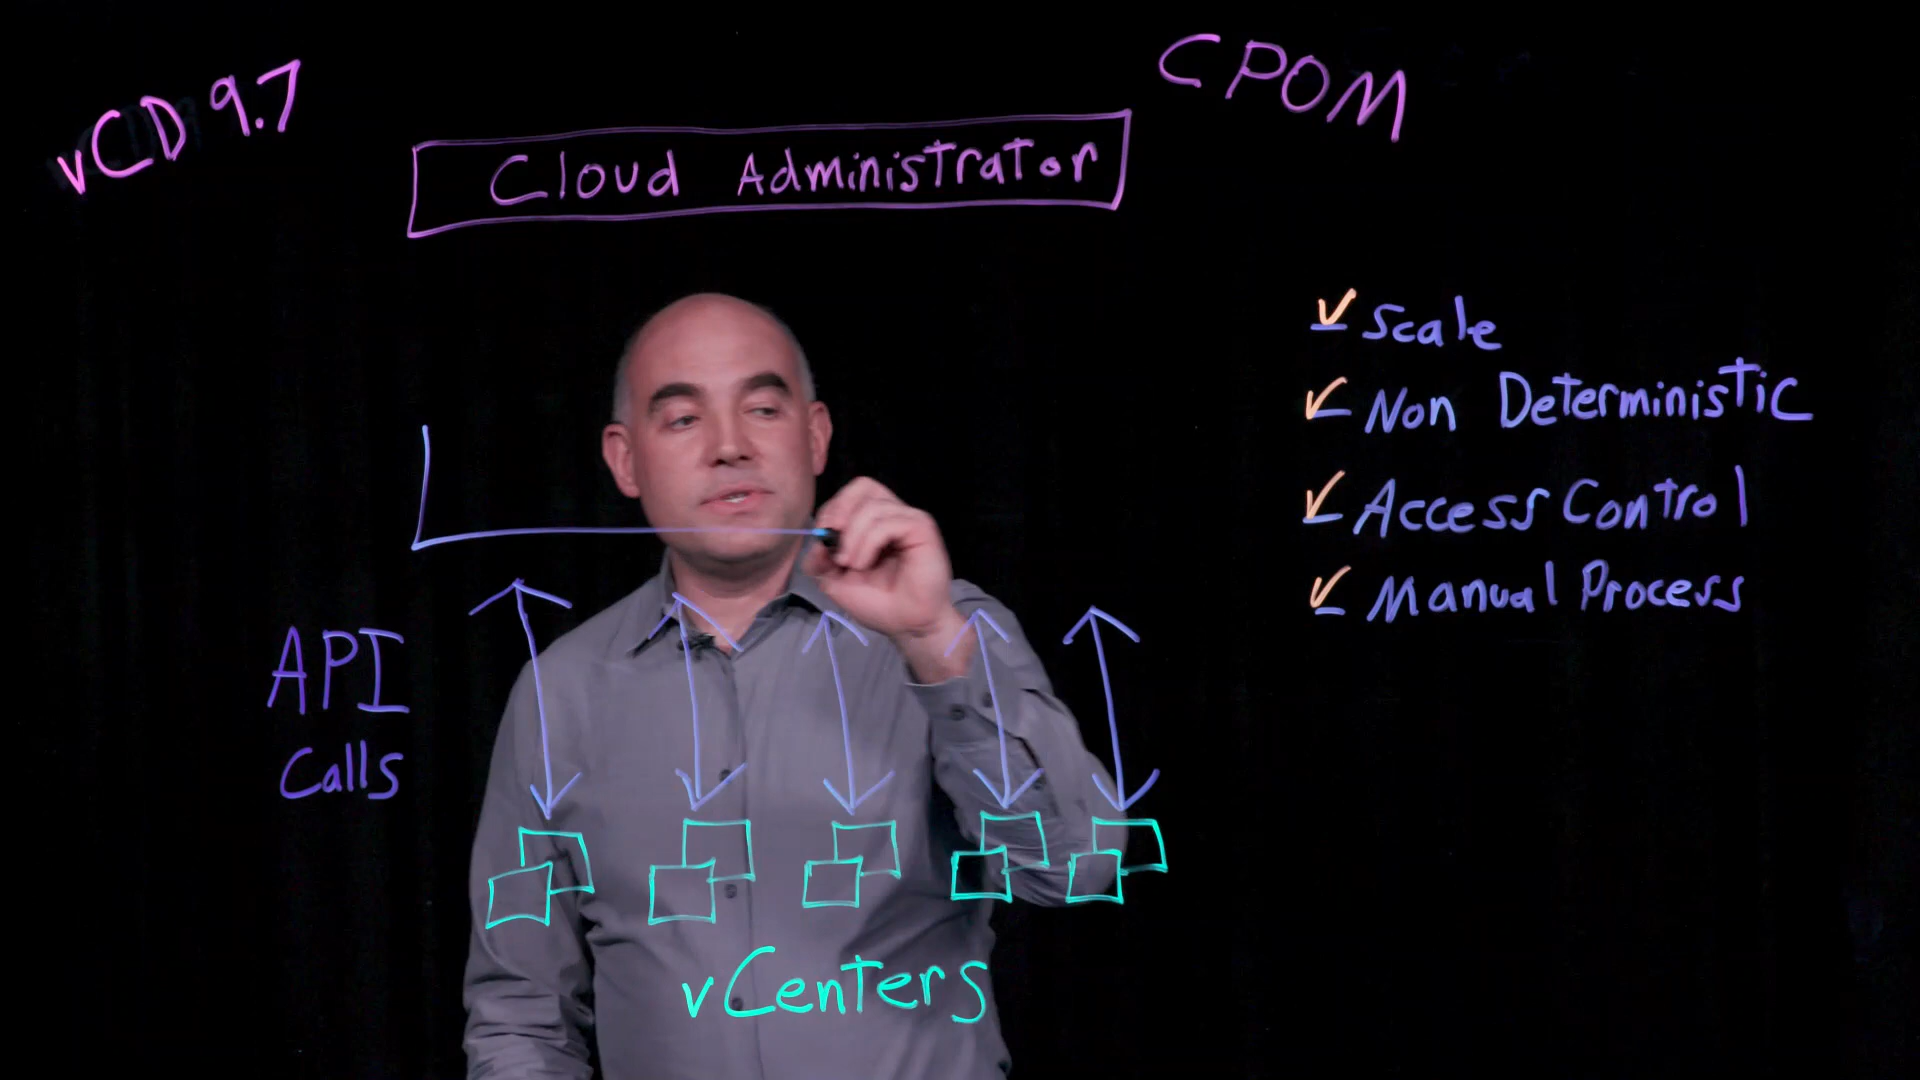 vCD 9.7
CPOM
Cloud Administrator
Scale
Non Deterministic
Access Control
Manual Process
API
Calls
vCenters